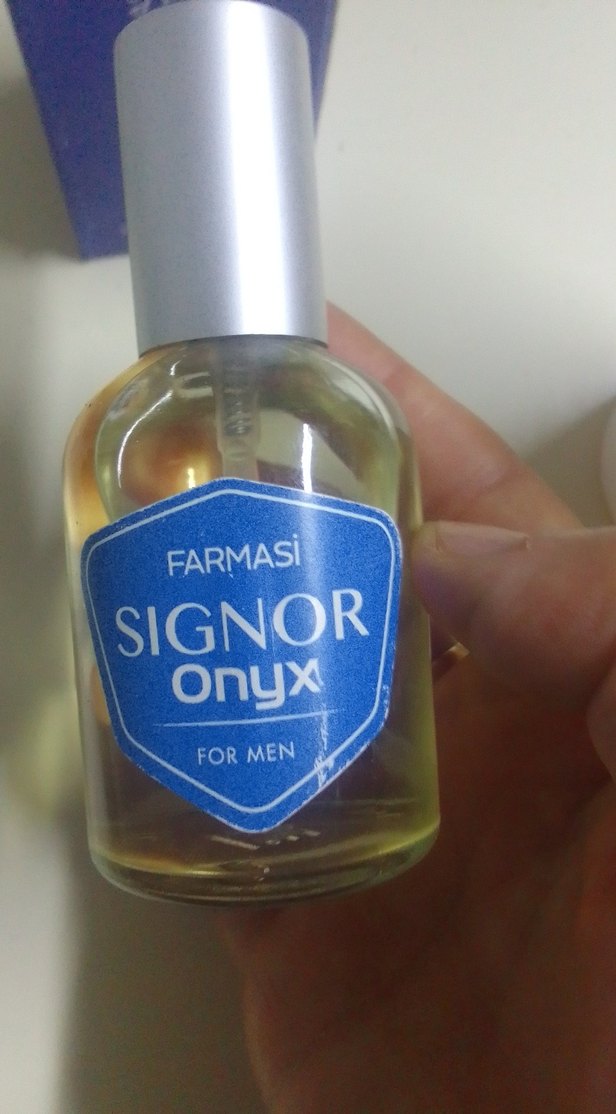 FARMASİ
SIGNOR
onyx
FOR MEN